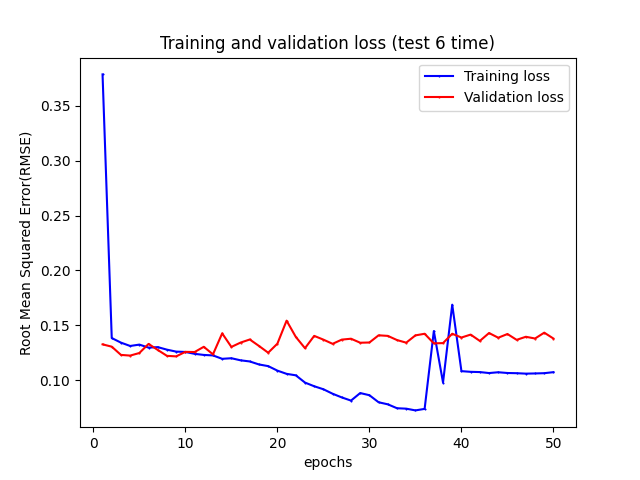 Training and validation loss (test 6 time)
Training loss
Validation loss
Root Mean Squared Error(RMSE)
0.35
0.30
0.25
0.20
0.15
0.10
0
10
20
30
40
50
epochs